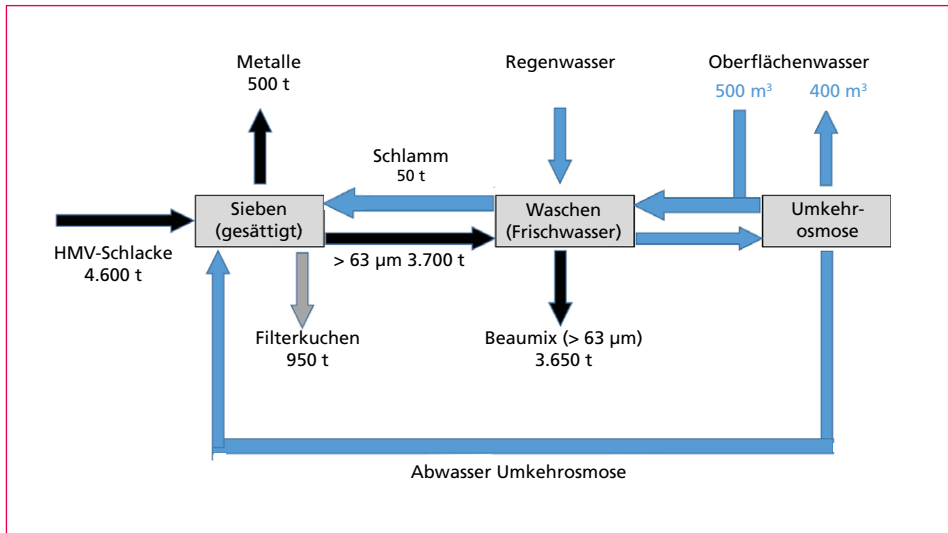 Metalle
500 t
Regenwasser
Oberflächenwasser
500 m³
400 m³
Schlamm
50 t
Sieben
(gesättigt)
Waschen
(Frischwasser)
Umkehr-
osmose
HMV-Schlacke
4.600 t
> 63 µm 3.700 t
Filterkuchen
950 t
Beaumix (> 63 µm)
3.650 t
Abwasser Umkehrosmose